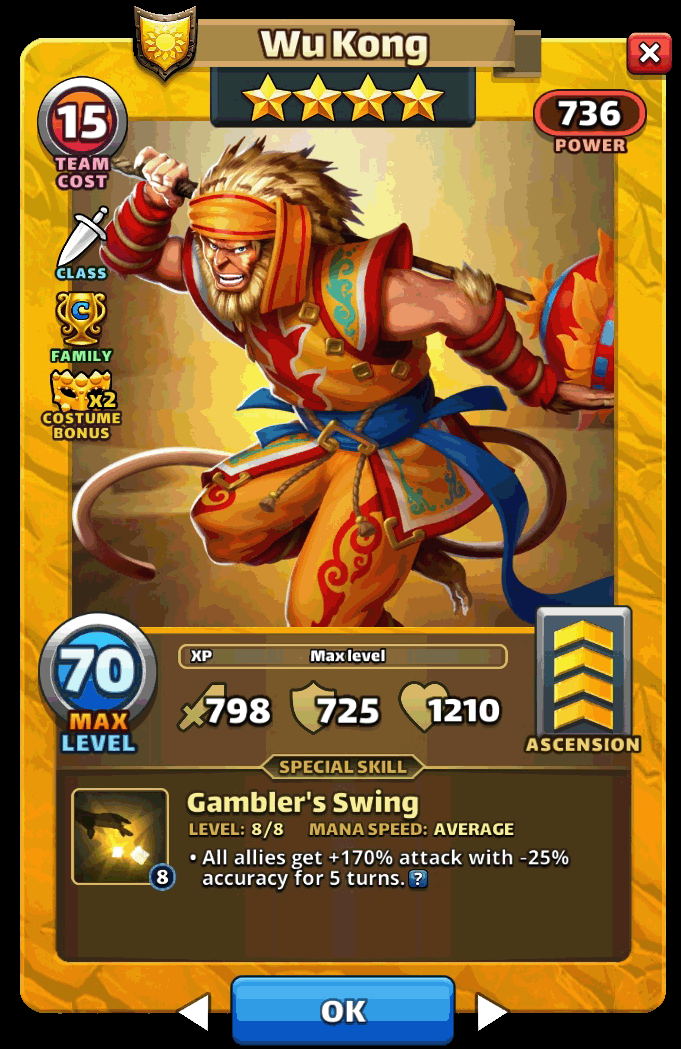 Wu Kong
15
TEAM
COST
736
POWER
CLASS
C
FAMILY
x2
COSTUME
BONUS
XP Max level
70
MAX
LEVEL
798 725 1210
ASCENSION
SPECIAL SKILL
Gambler's Swing
LEVEL: 8/8 MANA SPEED: AVERAGE
8
• All allies get +170% attack with -25%
accuracy for 5 turns. ?
OK